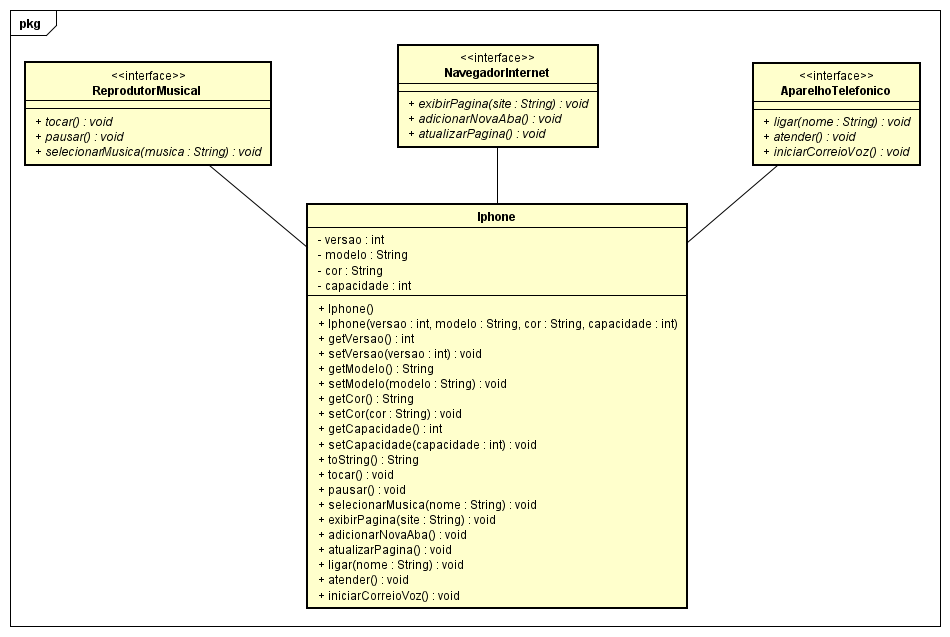 pkg
<<interface>>
ReprodutorMusical
+ tocar() : void
+ pausar() : void
+ selecionarMusica(musica : String) : void
<<interface>>
NavegadorInternet
+ exibirPagina(site : String) : void
+ adicionarNovaAba() : void
+ atualizarPagina() : void
<<interface>>
AparelhoTelefonico
+ ligar(nome : String) : void
+ atender() : void
+ iniciarCorreioVoz() : void
Iphone
- versao : int
- modelo : String
- cor : String
- capacidade : int
+ Iphone()
+ Iphone(versao : int, modelo : String, cor : String, capacidade : int)
+ getVersao() : int
+ setVersao(versao : int) : void
+ getModelo() : String
+ setModelo(modelo : String) : void
+ getCor() : String
+ setCor(cor : String) : void
+ getCapacidade() : int
+ setCapacidade(capacidade : int) : void
+ toString() : String
+ tocar() : void
+ pausar() : void
+ selecionarMusica(nome : String) : void
+ exibirPagina(site : String) : void
+ adicionarNovaAba() : void
+ atualizarPagina() : void
+ ligar(nome : String) : void
+ atender() : void
+ iniciarCorreioVoz() : void